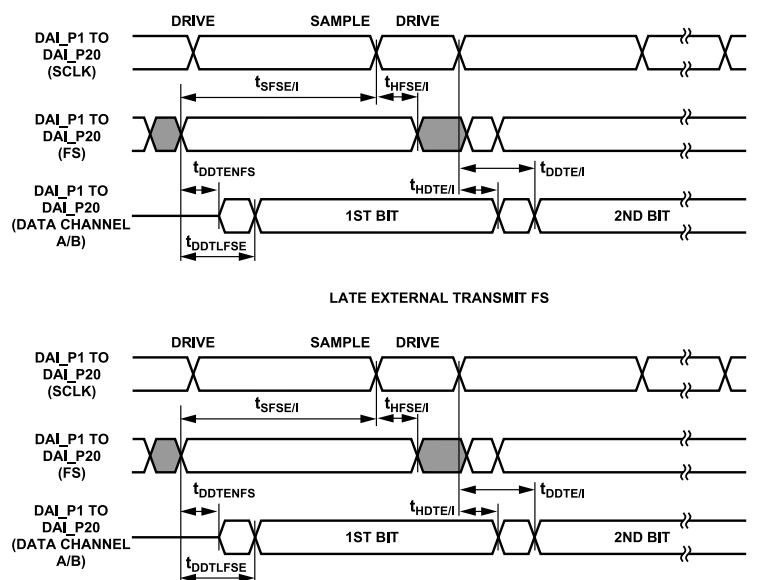 DRIVE SAMPLE DRIVE
DAI_P1 TO
DAI_P20
(SCLK)
tSFSE/I tHFSE/I
DAI_P1 TO
DAI_P20
(FS)
tDDTENFS tDDTE/I
tHDTE/I
DAI_P1 TO
DAI_P20
(DATA CHANNEL
A/B)
1ST BIT 2ND BIT
tDDTLFSE
LATE EXTERNAL TRANSMIT FS
DRIVE SAMPLE DRIVE
DAI_P1 TO
DAI_P20
(SCLK)
tSFSE/I tHFSE/I
DAI_P1 TO
DAI_P20
(FS)
tDDTENFS tDDTE/I
tHDTE/I
DAI_P1 TO
DAI_P20
(DATA CHANNEL
A/B)
1ST BIT 2ND BIT
tDDTLFSE